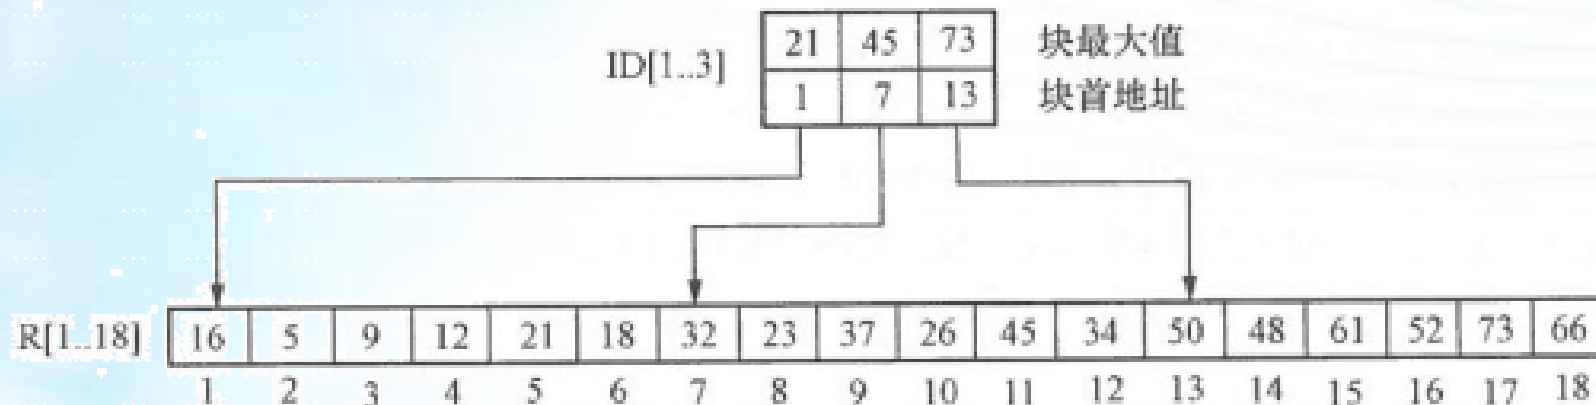 21 45 73 块最大值
ID[1..3]
1 7 13 块首地址
R[1..18] 16 5 9 12 21 18 32 23 37 26 45 34 50 48 61 52 73 66
1 2 3 4 5 6 7 8 9 10 11 12 13 14 15 16 17 18